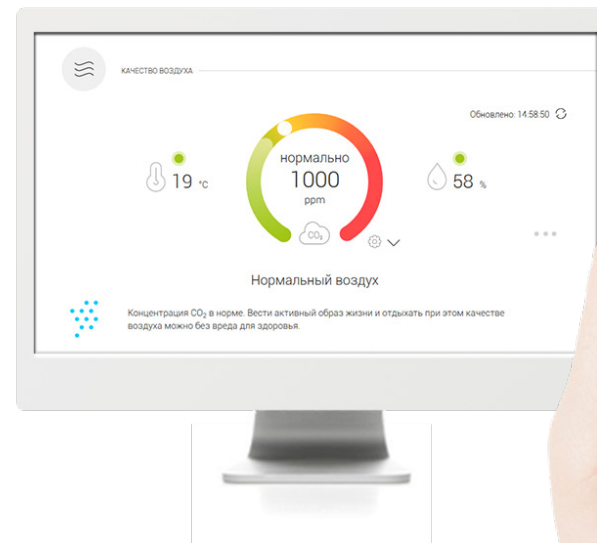 КАЧЕСТВО ВОЗДУХА
Обновлено: 14:58:50
нормально
1000
ppm
19 °C
58 %
CO₂
Нормальный воздух
Концентрация CO₂ в норме. Вести активный образ жизни и отдыхать при этом качестве
воздуха можно без вреда для здоровья.